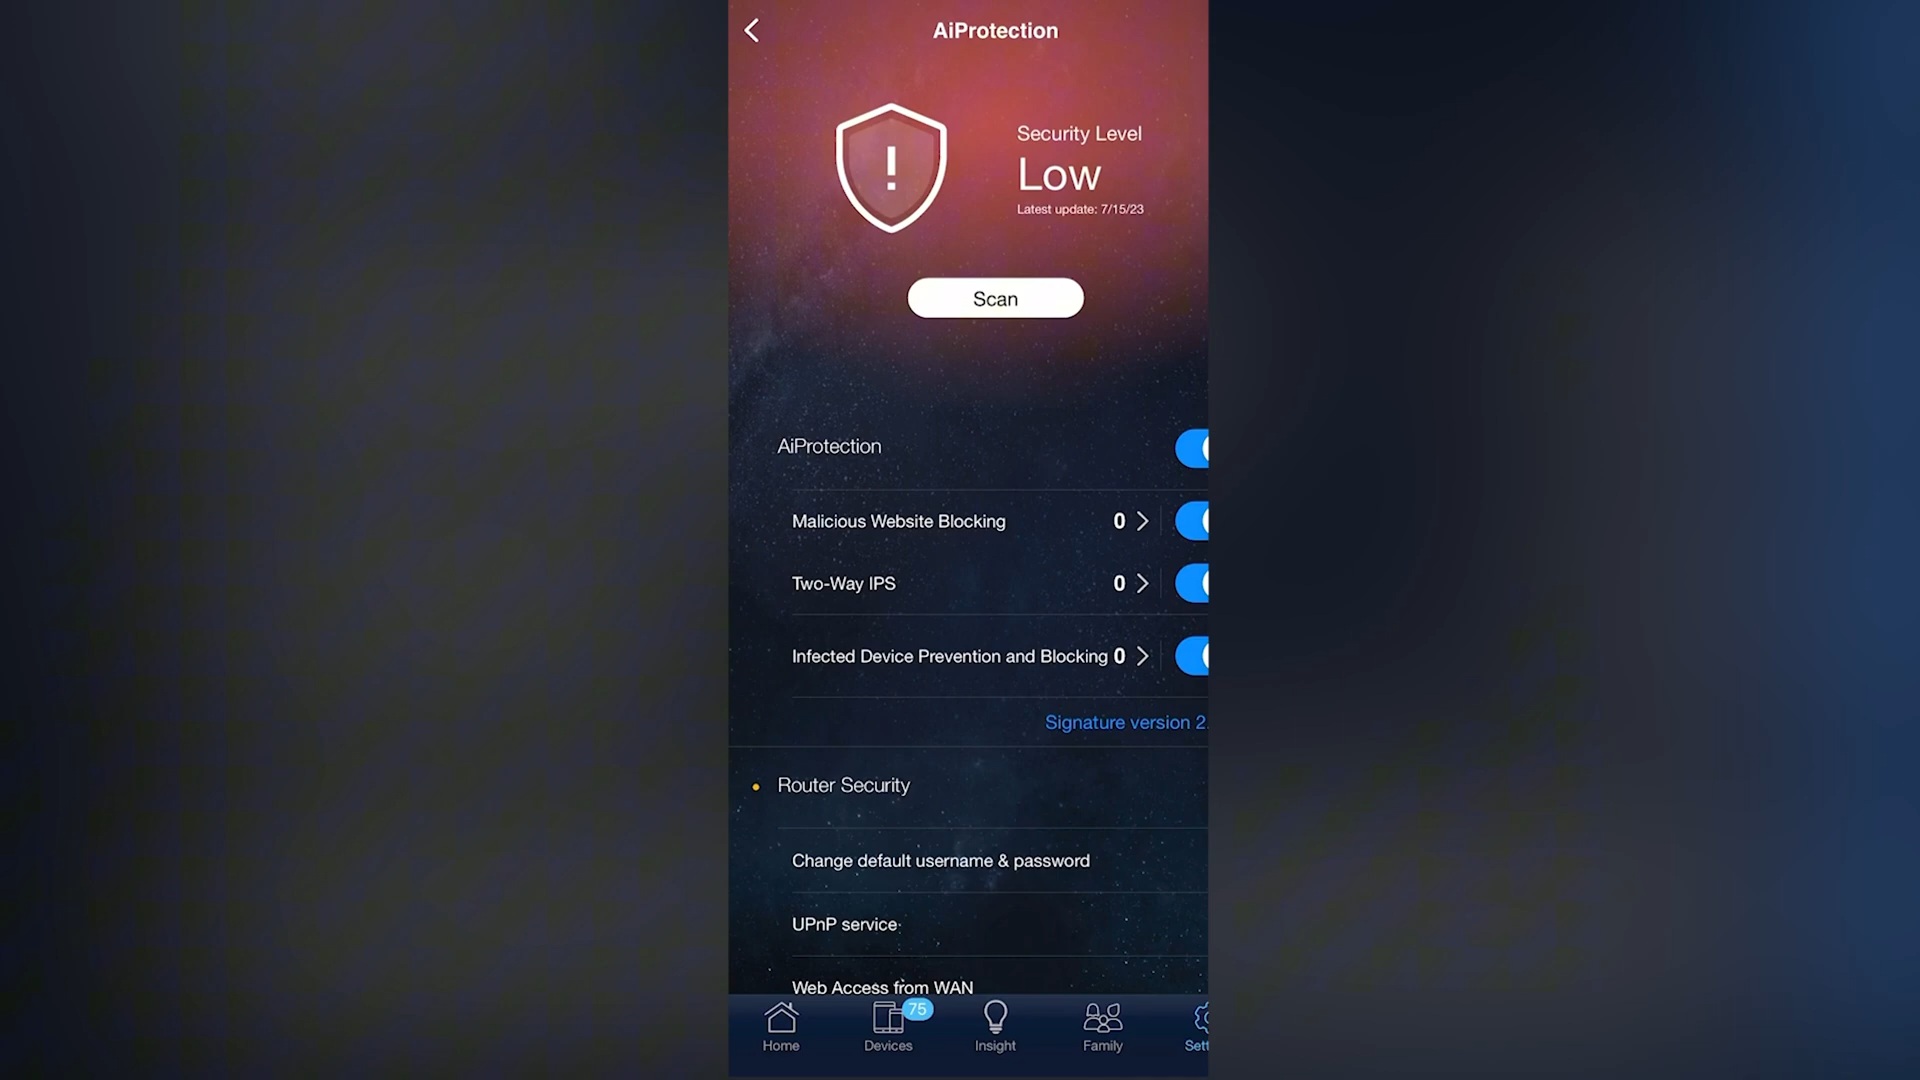 AiProtection
Security Level
Low
Latest update: 7/15/23
Scan
AiProtection
Malicious Website Blocking 0
Two-Way IPS 0
Infected Device Prevention and Blocking 0
Signature version 2.
Router Security
Change default username & password
UPnP service
Web Access from WAN
75
Home Devices Insight Family Sett